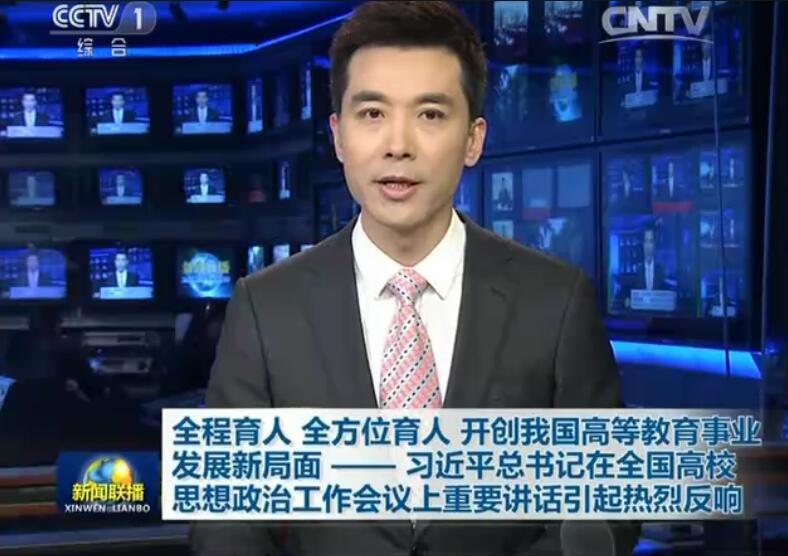 CCTV 1
综合
CNTV
全程育人 全方位育人 开创我国高等教育事业
发展新局面 —— 习近平总书记在全国高校
思想政治工作会议上重要讲话引起热烈反响
新闻联播
XINWEN LIANBO